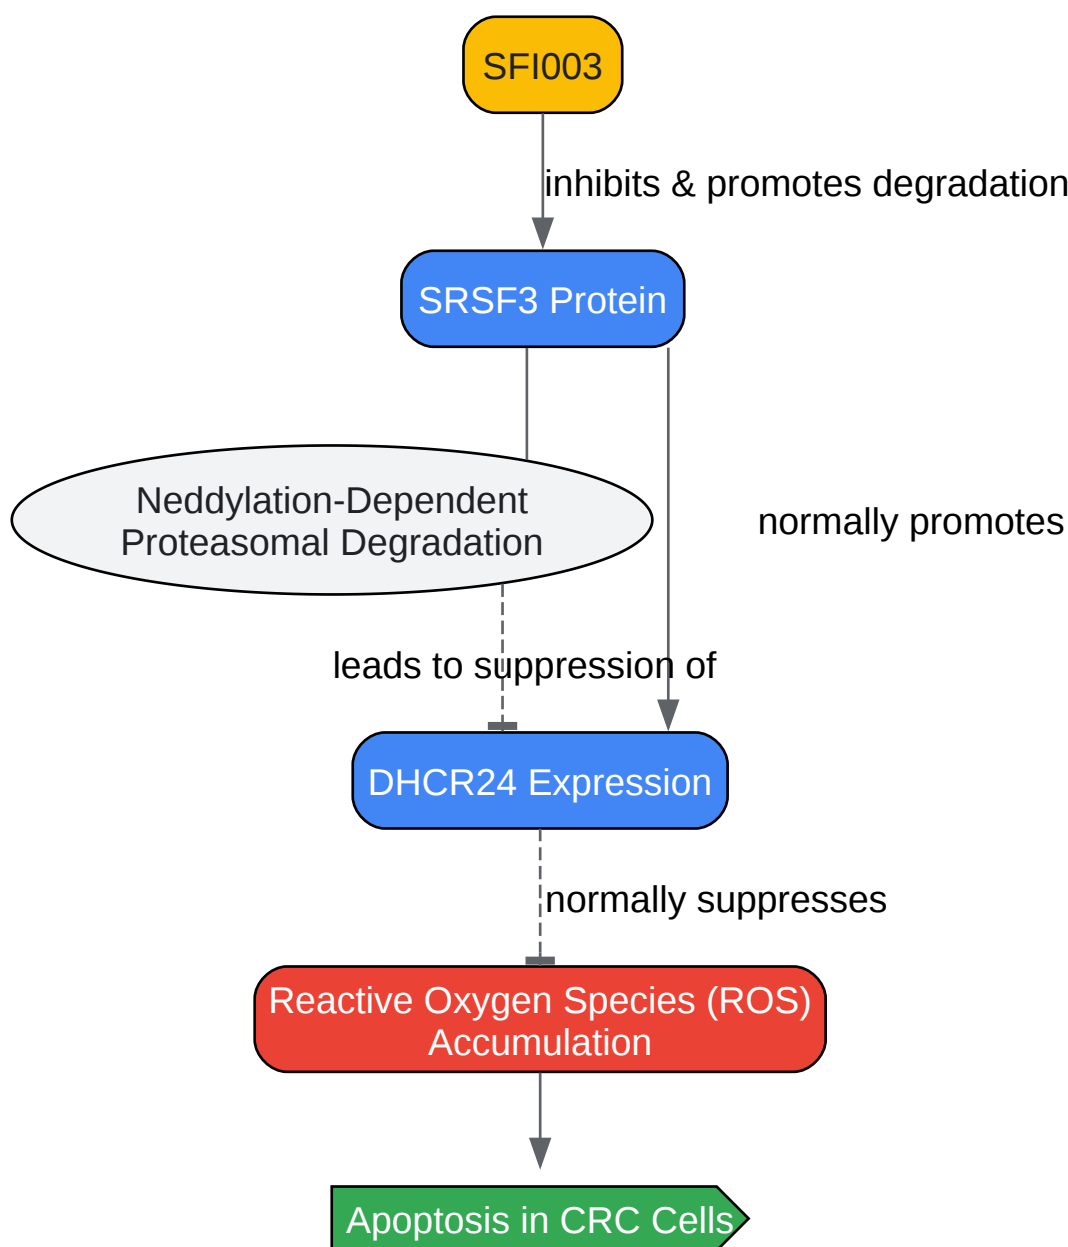 SFI003
inhibits & promotes degradation
SRSF3 Protein
Neddylation-Dependent
Proteasomal Degradation
normally promotes
leads to suppression of
DHCR24 Expression
normally suppresses
Reactive Oxygen Species (ROS)
Accumulation
Apoptosis in CRC Cells